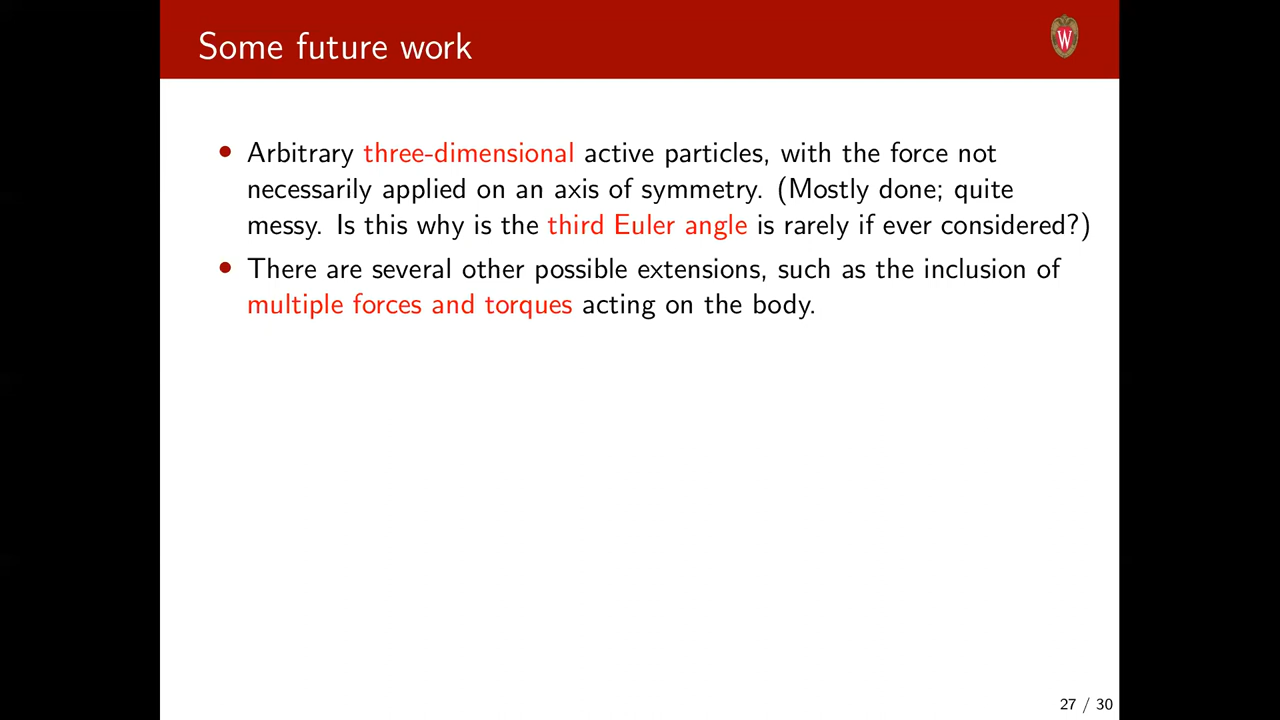 Some future work
W
• Arbitrary three-dimensional active particles, with the force not
necessarily applied on an axis of symmetry. (Mostly done; quite
messy. Is this why is the third Euler angle is rarely if ever considered?)
• There are several other possible extensions, such as the inclusion of
multiple forces and torques acting on the body.
27 / 30